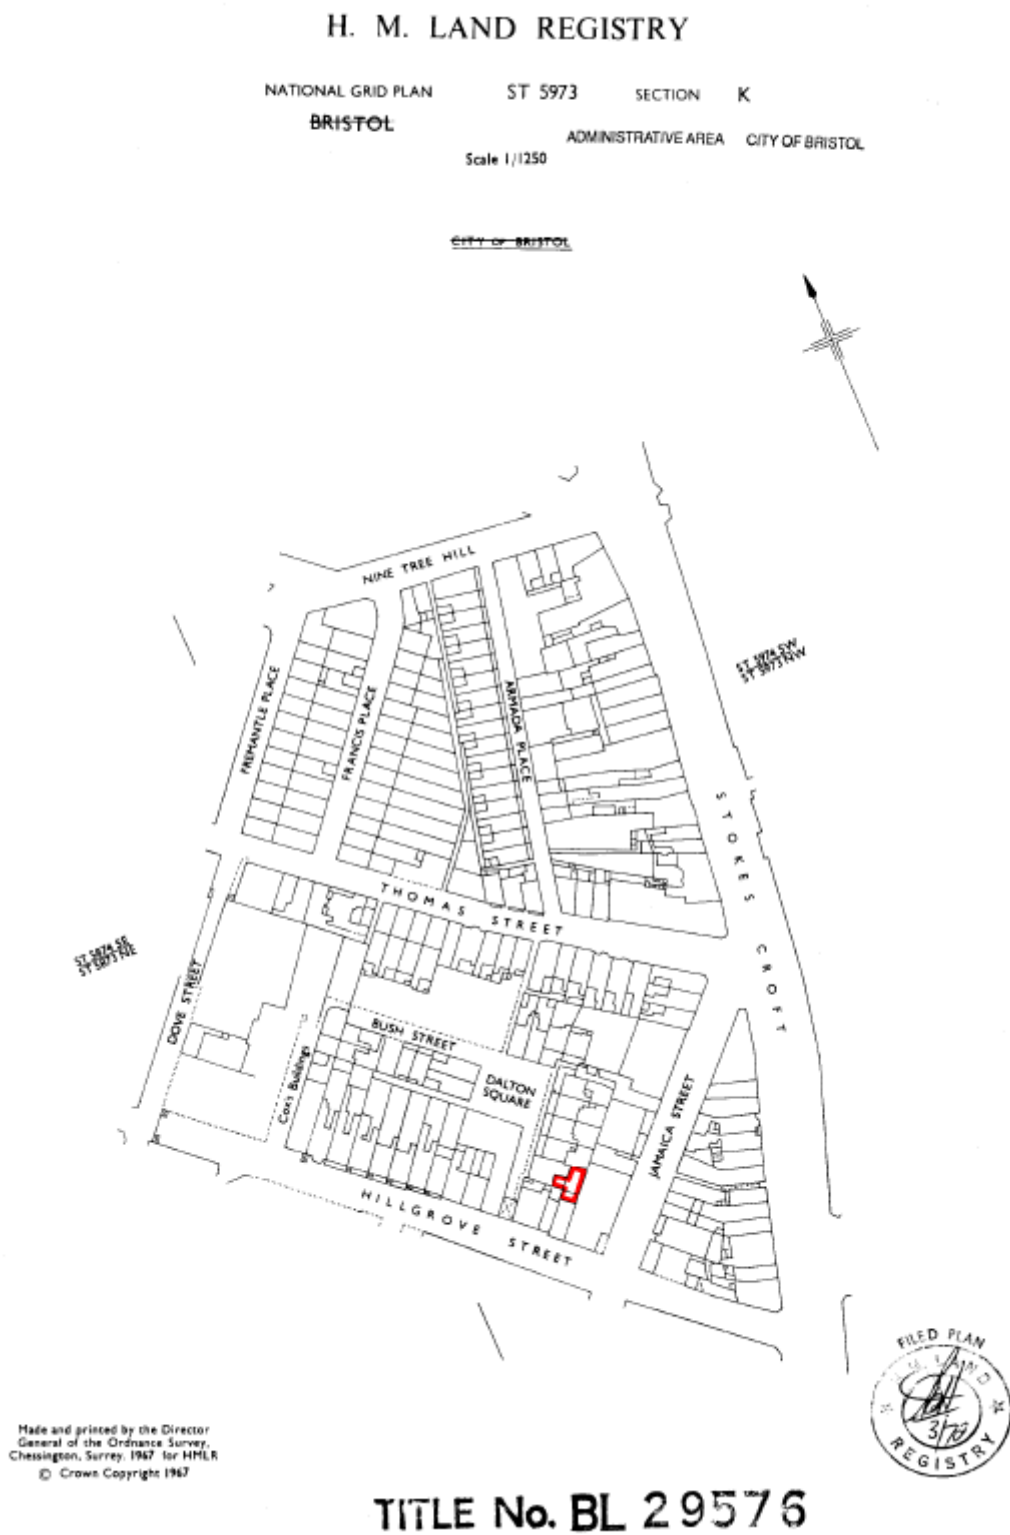 H. M. LAND REGISTRY
NATIONAL GRID PLAN ST 5973 SECTION K
BRISTOL
ADMINISTRATIVE AREA CITY OF BRISTOL
Scale 1/1250
CITY OF BRISTOL
NINE TREE HILL
FREMANTLE PLACE
FRANCIS PLACE
ARMADA PLACE
ST 5974 SW
ST 5973 NW
STOKES CROFT
THOMAS STREET
ST 5874 SE
ST 5873 NE
DOVE STREET
BUSH STREET
Cox's Buildings
DALTON
SQUARE
JAMAICA STREET
HILLGROVE STREET
FILED PLAN
H. M. LAND
3/72
REGISTRY
Made and printed by the Director
General of the Ordnance Survey,
Chessington, Surrey. 1967 for HMLR
© Crown Copyright 1967
TITLE No. BL 29576